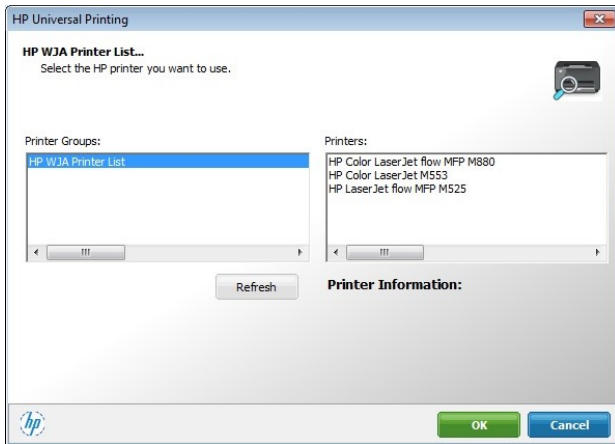 HP Universal Printing
HP WJA Printer List...
Select the HP printer you want to use.
Printer Groups:
HP WJA Printer List
Printers:
HP Color LaserJet flow MFP M880
HP Color LaserJet M553
HP LaserJet flow MFP M525
Refresh
Printer Information:
hp
OK
Cancel